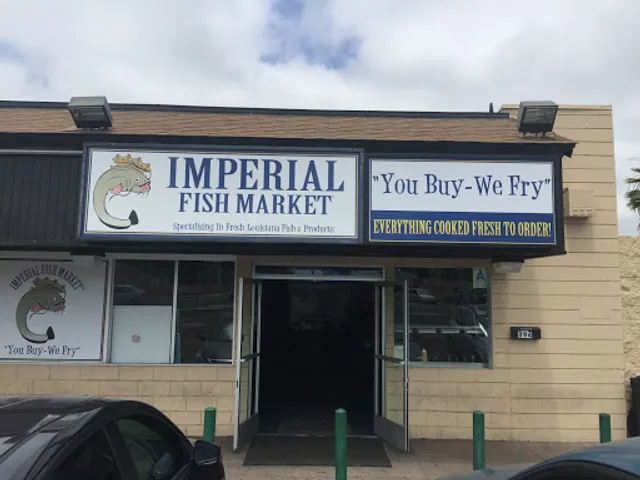 IMPERIAL
FISH MARKET
Specializing In Fresh Louisiana Fish & Products
"You Buy-We Fry"
EVERYTHING COOKED FRESH TO ORDER!
IMPERIAL FISH MARKET
"You Buy-We Fry"
A
894